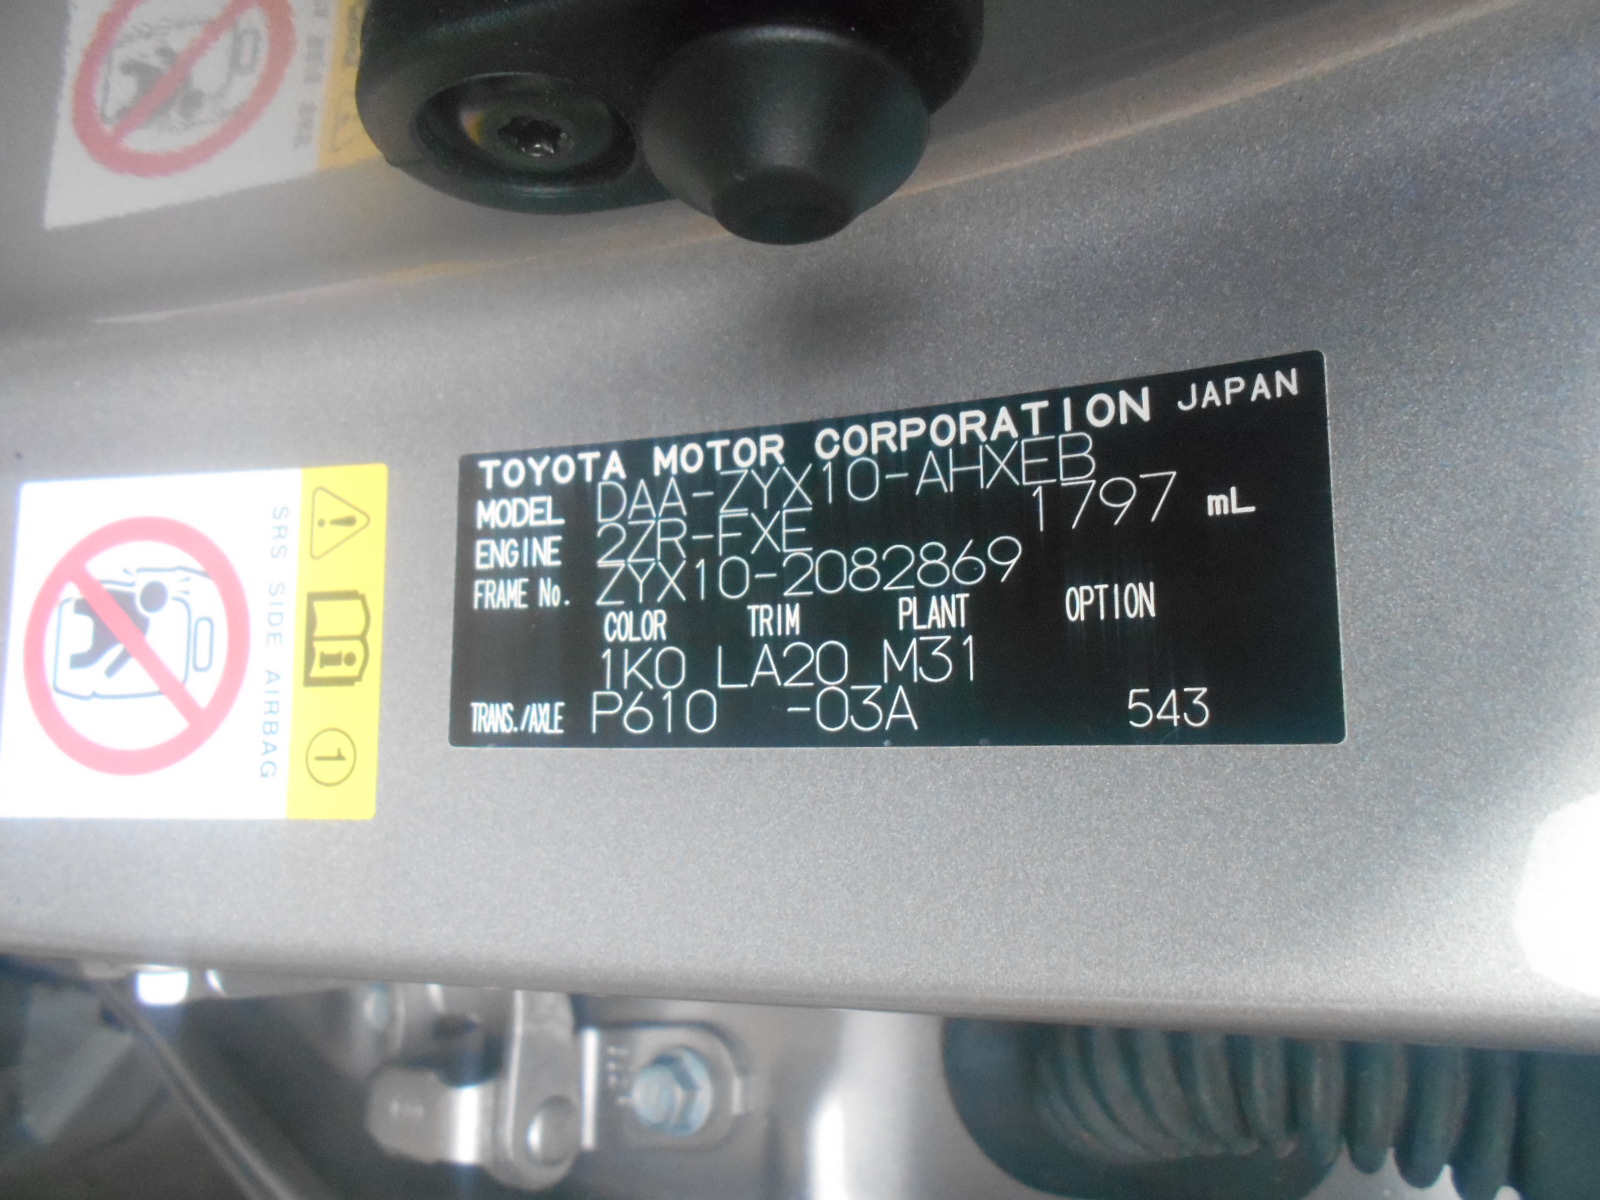 TOYOTA MOTOR CORPORATION JAPAN
MODEL DAA-ZYX10-AHXEB
ENGINE 2ZR-FXE 1797 mL
FRAME No. ZYX10-2082869
COLOR TRIM PLANT OPTION
1K0 LA20 M31
TRANS./AXLE P610 -03A 543
SRS SIDE AIRBAG
1